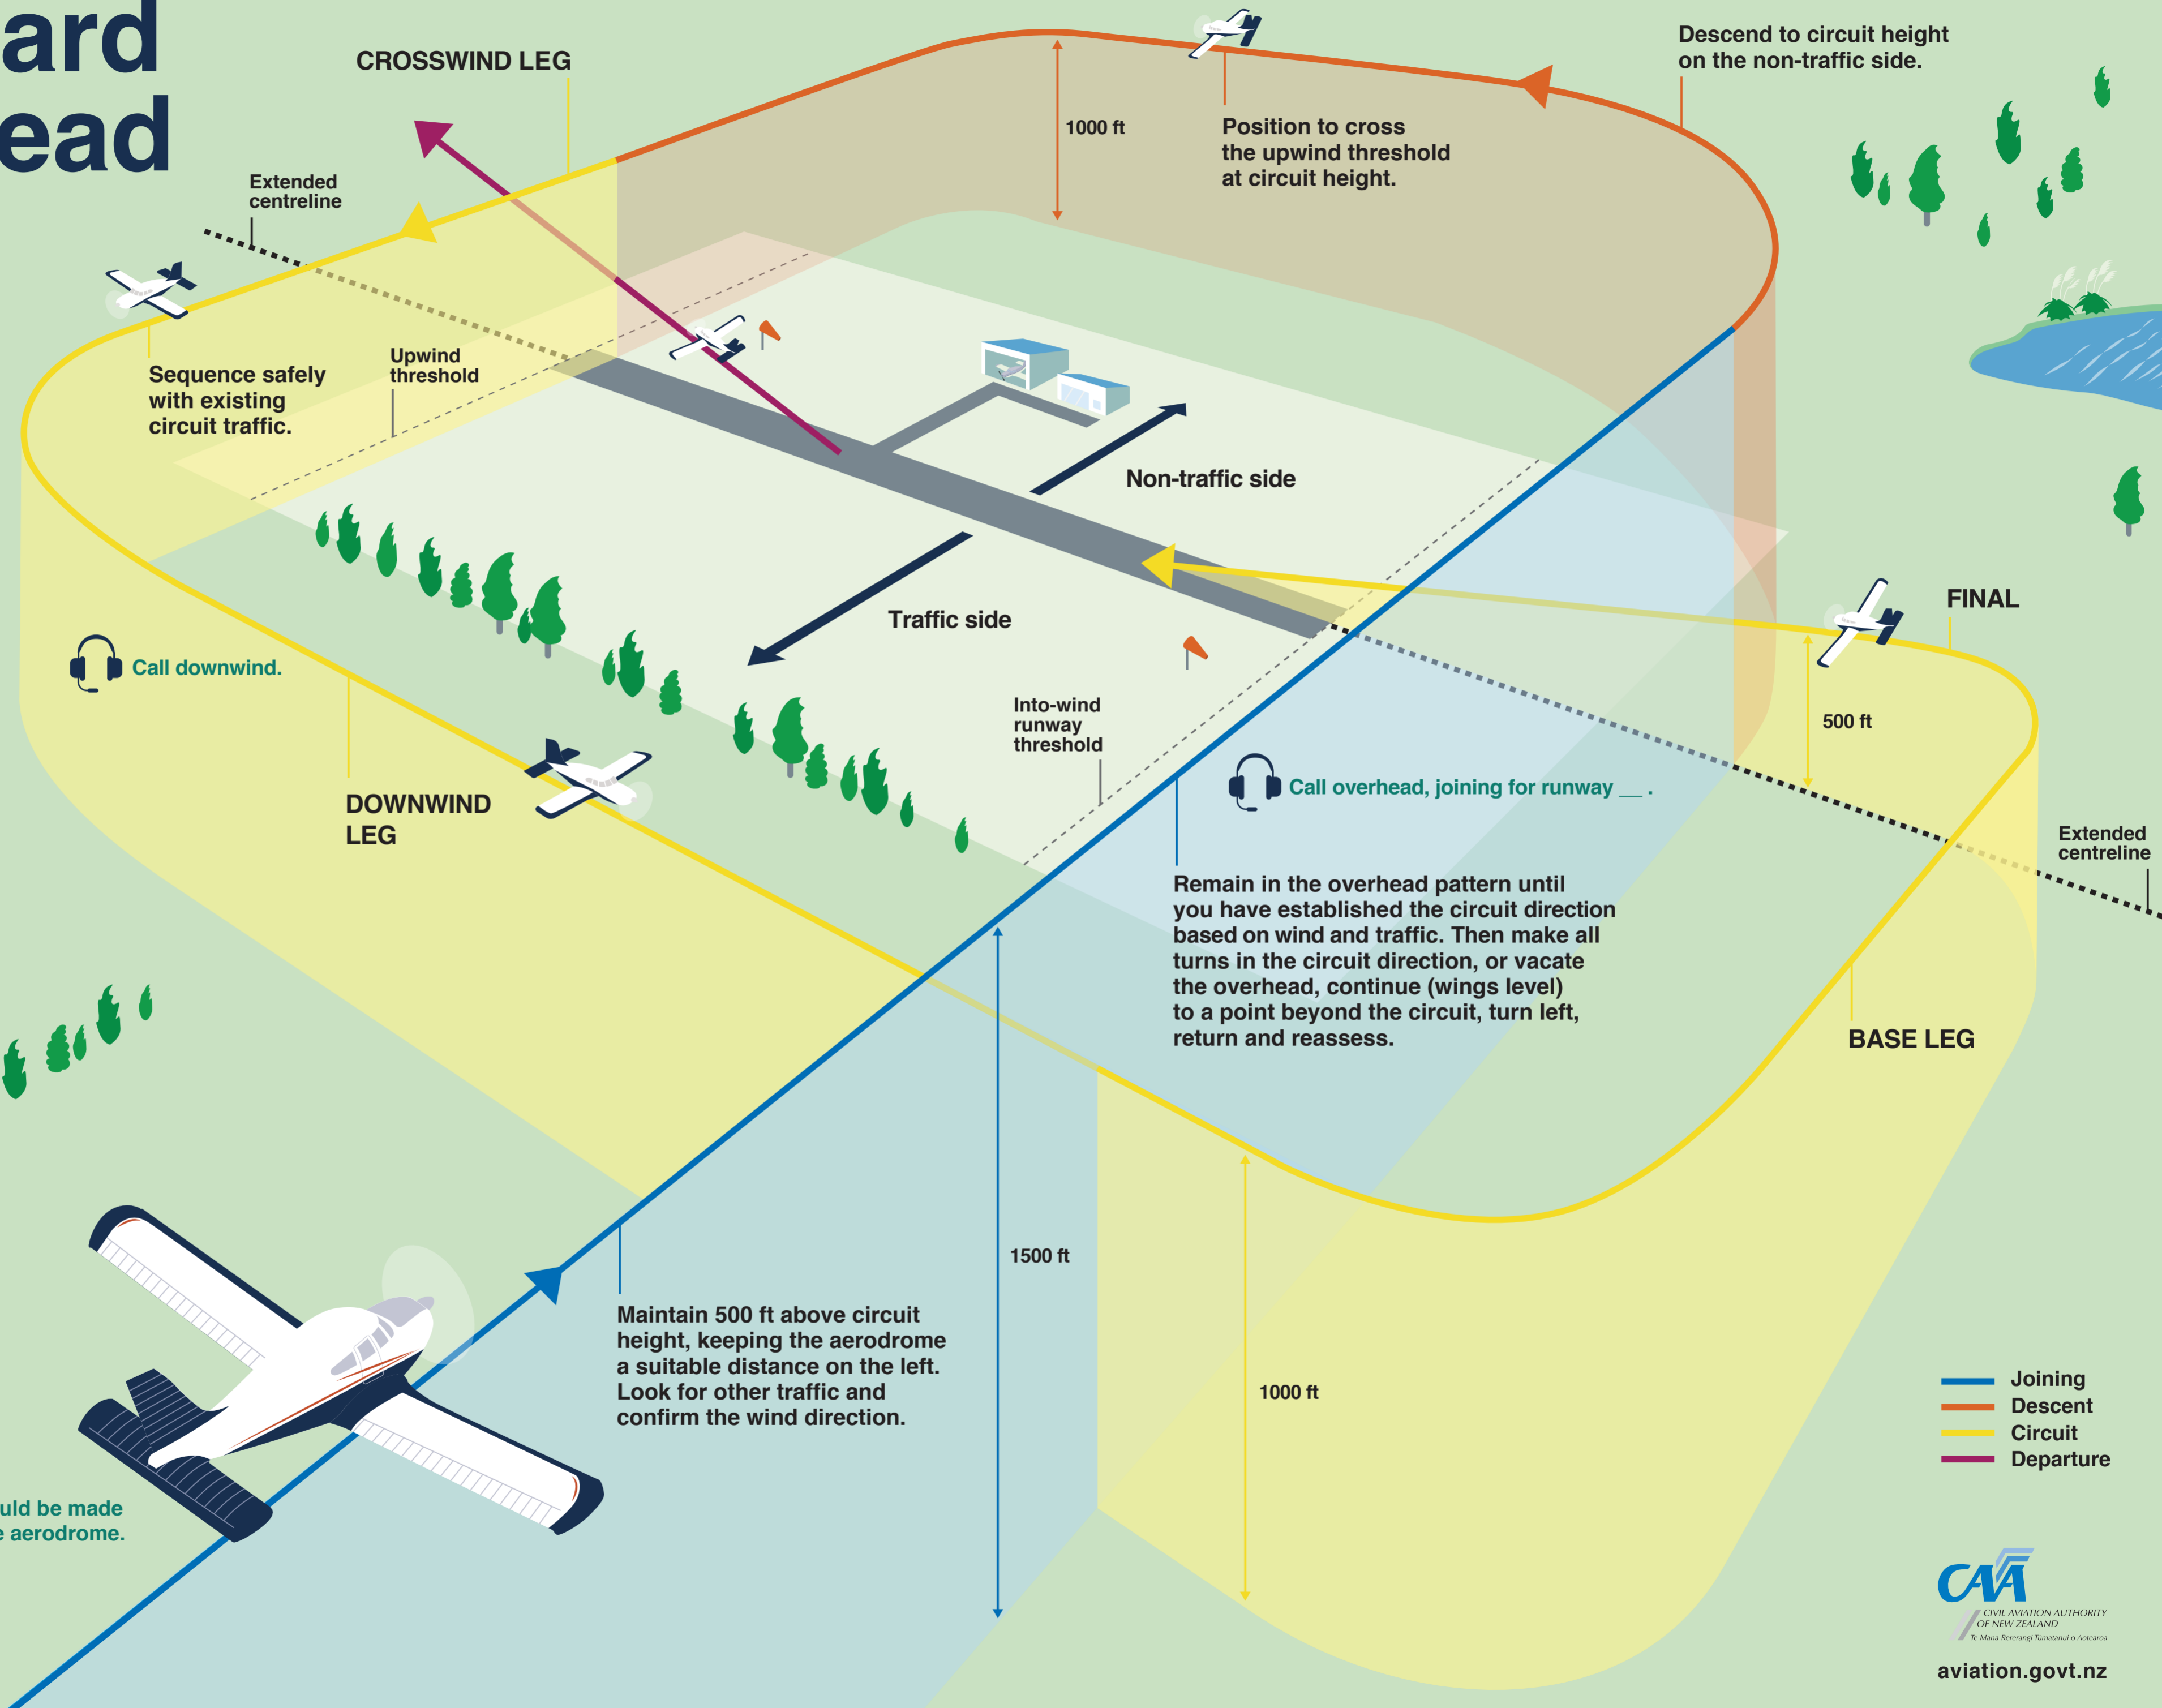 ard
ead
CROSSWIND LEG
Descend to circuit height
on the non-traffic side.
1000 ft
Position to cross
the upwind threshold
at circuit height.
Extended
centreline
Upwind
threshold
Sequence safely
with existing
circuit traffic.
Non-traffic side
Traffic side
FINAL
Call downwind.
Into-wind
runway
threshold
500 ft
Call overhead, joining for runway __ .
DOWNWIND
LEG
Extended
centreline
Remain in the overhead pattern until
you have established the circuit direction
based on wind and traffic. Then make all
turns in the circuit direction, or vacate
the overhead, continue (wings level)
to a point beyond the circuit, turn left,
return and reassess.
BASE LEG
1500 ft
Maintain 500 ft above circuit
height, keeping the aerodrome
a suitable distance on the left.
Look for other traffic and
confirm the wind direction.
1000 ft
Joining
Descent
Circuit
Departure
uld be made
e aerodrome.
CAA
CIVIL AVIATION AUTHORITY
OF NEW ZEALAND
Te Mana Rererangi Tūmatanui o Aotearoa
aviation.govt.nz